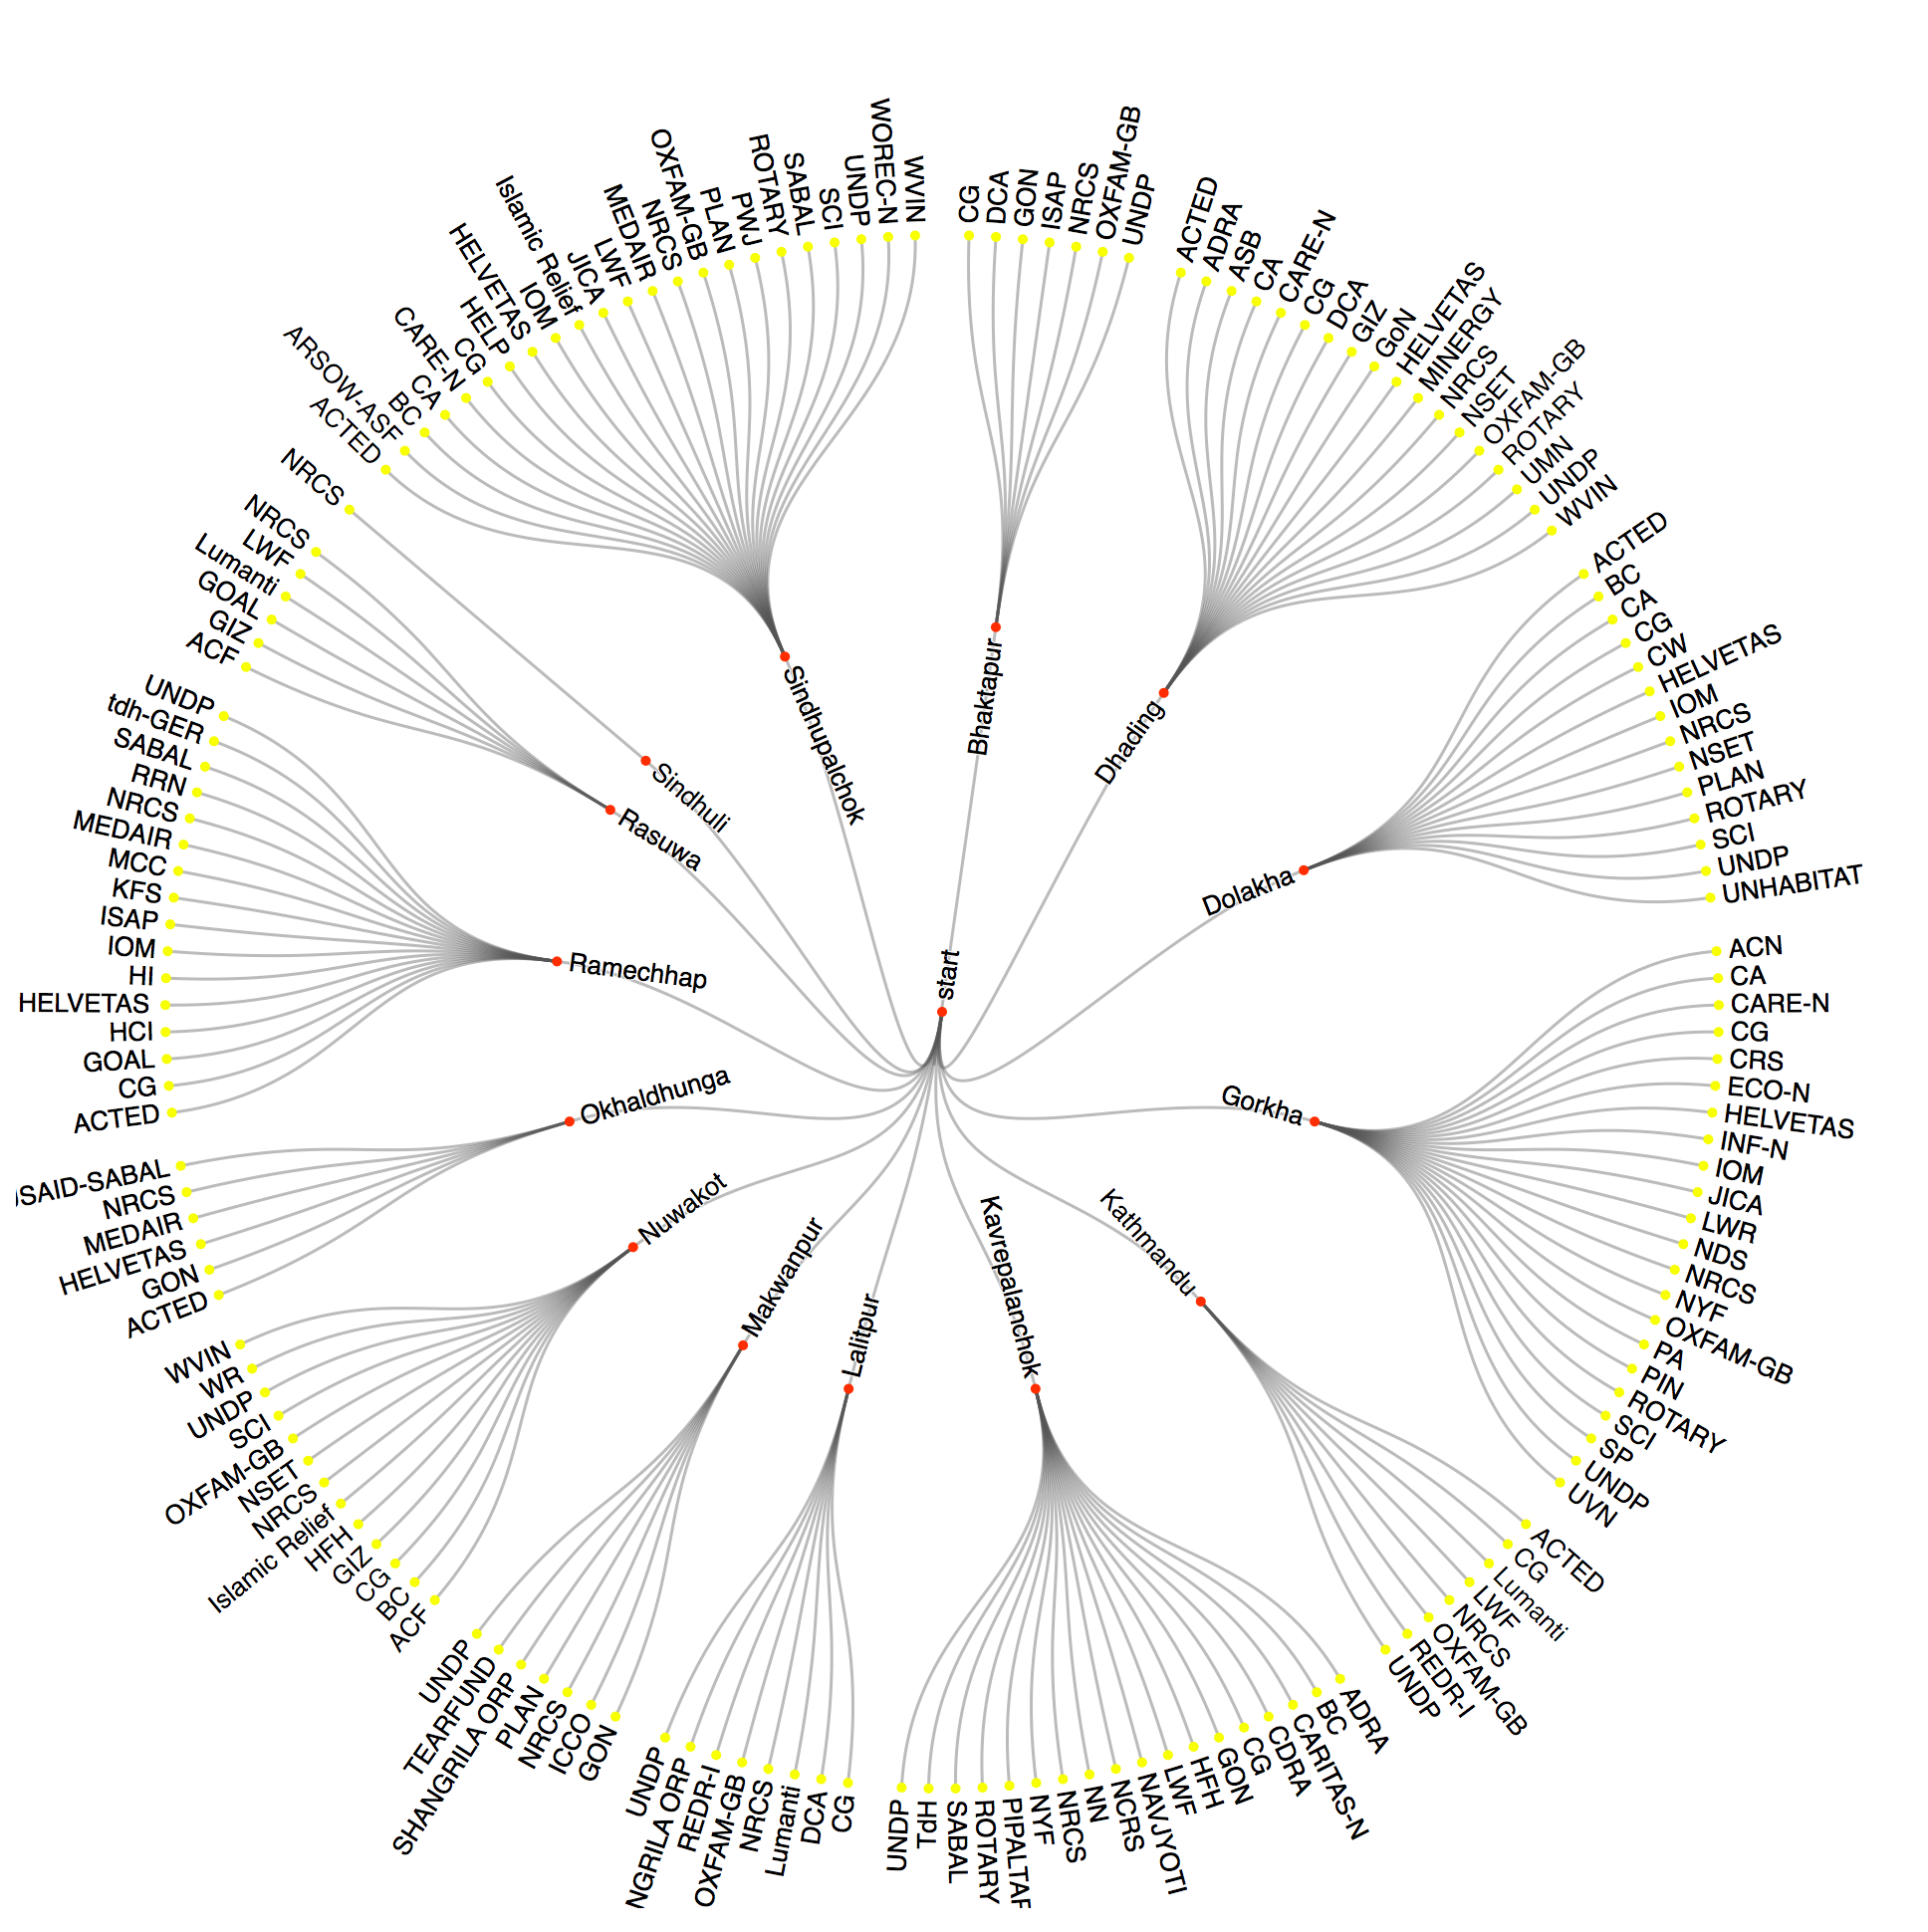 start
Bhaktapur
CG
DCA
GON
ISAP
NRCS
OXFAM-GB
UNDP
Dhading
ACTED
ADRA
ASB
CA
CARE-N
CG
DCA
GIZ
GoN
HELVETAS
MINERGY
NRCS
NSET
OXFAM-GB
ROTARY
UMN
UNDP
WVIN
Dolakha
ACTED
BC
CA
CG
CW
HELVETAS
IOM
NRCS
NSET
PLAN
ROTARY
SCI
UNDP
UNHABITAT
Gorkha
ACN
CA
CARE-N
CG
CRS
ECO-N
HELVETAS
INF-N
IOM
JICA
LWR
NDS
NRCS
NYF
OXFAM-GB
PA
PIN
ROTARY
SCI
SP
UNDP
UVN
Kathmandu
ACTED
CG
Lumanti
LWF
NRCS
OXFAM-GB
REDR-I
UNDP
Kavrepalanchok
ADRA
BC
CARITAS-N
CDRA
CG
GON
HFH
LWF
NAVJYOTI
NCRS
NN
NRCS
NYF
PIPALTAR
ROTARY
SABAL
TdH
UNDP
Lalitpur
CG
DCA
Lumanti
NRCS
OXFAM-GB
REDR-I
NGRILA ORP
UNDP
Makwanpur
GON
ICCO
NRCS
PLAN
SHANGRILA ORP
TEARFUND
UNDP
Nuwakot
ACF
BC
CG
GIZ
HFH
Islamic Relief
NRCS
NSET
OXFAM-GB
SCI
UNDP
WR
WVIN
Okhaldhunga
ACTED
GON
HELVETAS
MEDAIR
NRCS
SAID-SABAL
Ramechhap
ACTED
CG
GOAL
HCI
HELVETAS
HI
IOM
ISAP
KFS
MCC
MEDAIR
NRCS
RRN
SABAL
tdh-GER
UNDP
Rasuwa
ACF
GIZ
GOAL
Lumanti
LWF
NRCS
Sindhuli
NRCS
Sindhupalchok
ACTED
ARSOW-ASF
BC
CA
CARE-N
CG
HELP
HELVETAS
IOM
Islamic Relief
JICA
LWF
MEDAIR
NRCS
OXFAM-GB
PLAN
PWJ
ROTARY
SABAL
SCI
UNDP
WOREC-N
WVIN